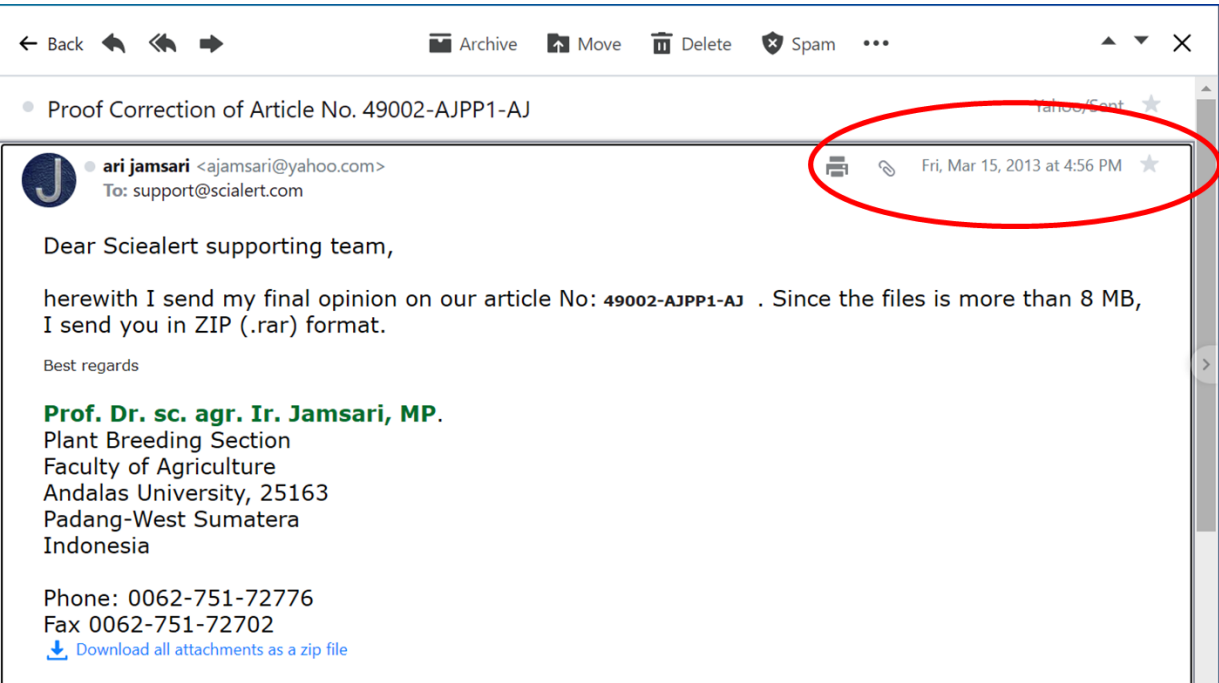 Back Archive Move Delete Spam
Proof Correction of Article No. 49002-AJPP1-AJ Yahoo/Sent
J
ari jamsari <ajamsari@yahoo.com> Fri, Mar 15, 2013 at 4:56 PM
To: support@scialert.com
Dear Sciealert supporting team,
herewith I send my final opinion on our article No: 49002-AJPP1-AJ . Since the files is more than 8 MB,
I send you in ZIP (.rar) format.
Best regards
Prof. Dr. sc. agr. Ir. Jamsari, MP.
Plant Breeding Section
Faculty of Agriculture
Andalas University, 25163
Padang-West Sumatera
Indonesia
Phone: 0062-751-72776
Fax 0062-751-72702
Download all attachments as a zip file